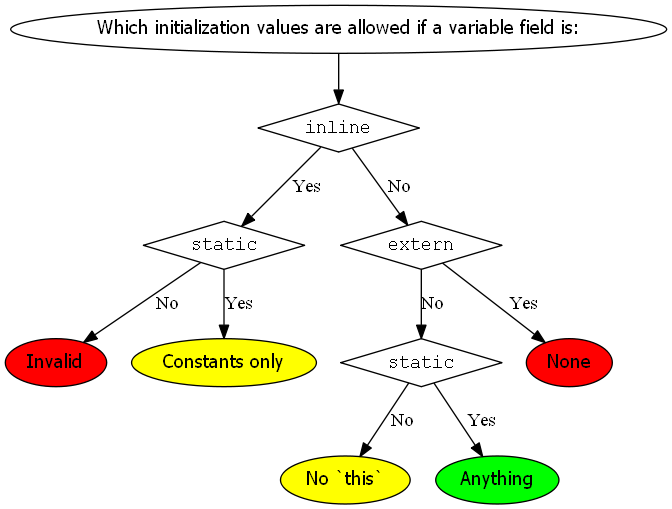 Which initialization values are allowed if a variable field is:
inline
Yes
No
static
extern
No
Yes
No
Yes
Invalid
Constants only
static
None
No
Yes
No `this`
Anything